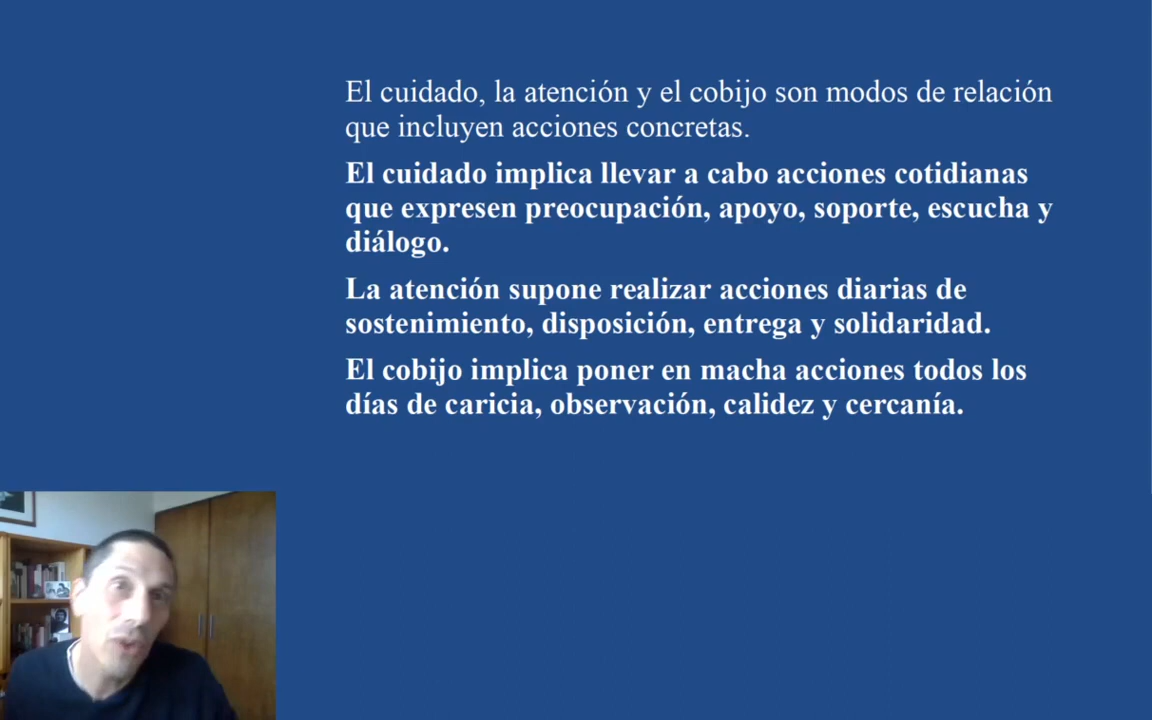 El cuidado, la atención y el cobijo son modos de relación
que incluyen acciones concretas.
El cuidado implica llevar a cabo acciones cotidianas
que expresen preocupación, apoyo, soporte, escucha y
diálogo.
La atención supone realizar acciones diarias de
sostenimiento, disposición, entrega y solidaridad.
El cobijo implica poner en macha acciones todos los
días de caricia, observación, calidez y cercanía.